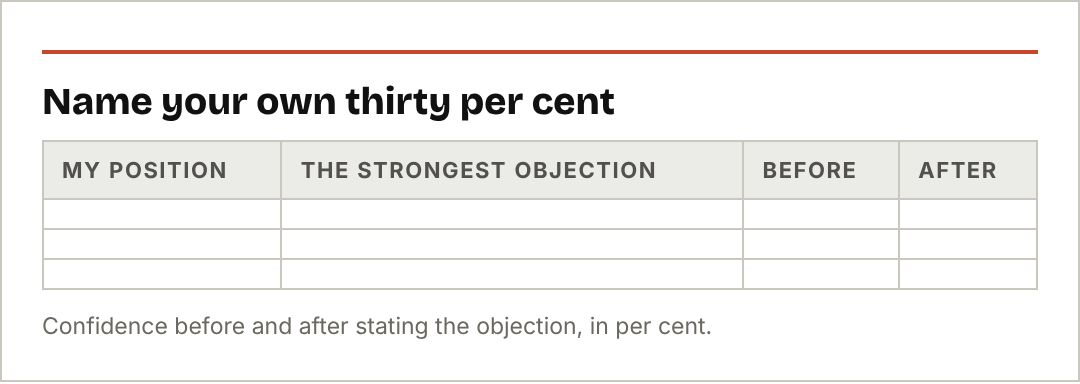 Name your own thirty per cent
MY POSITION THE STRONGEST OBJECTION BEFORE AFTER
Confidence before and after stating the objection, in per cent.